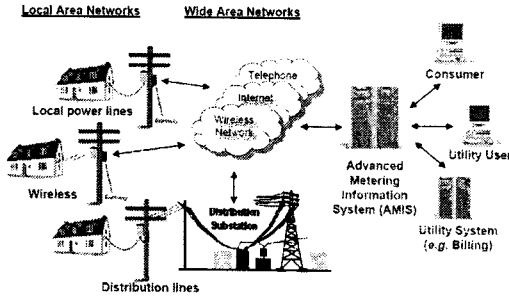 Local Area Networks
Wide Area Networks
Local power lines
Wireless
Distribution lines
Telephone
Internet
Wireless
Network
Distribution
Substation
Advanced
Metering
Information
System (AMIS)
Consumer
Utility User
Utility System
(e.g. Billing)